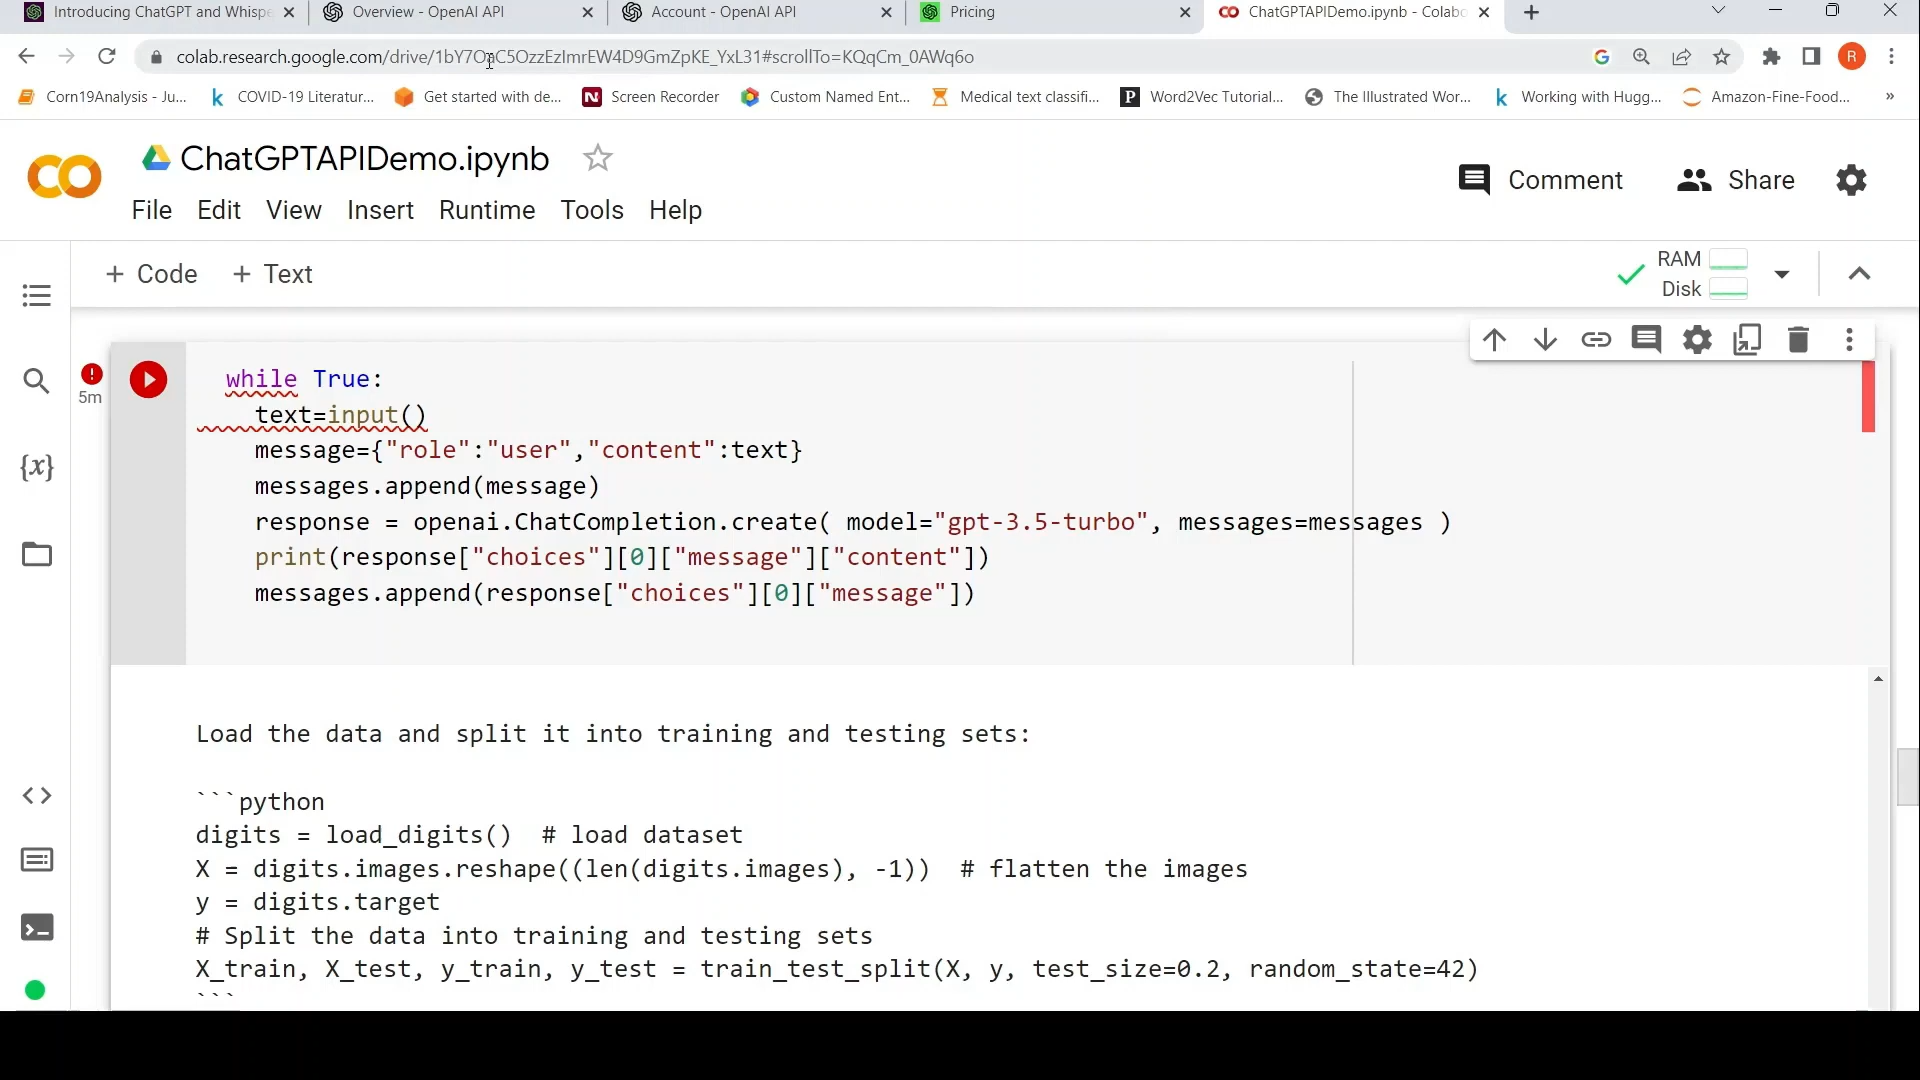 Introducing ChatGPT and Whispe
Overview - OpenAI API
Account - OpenAI API
Pricing
ChatGPTAPIDemo.ipynb - Colabo
colab.research.google.com/drive/1bY7OnC5OzzEzImrEW4D9GmZpKE_YxL31#scrollTo=KQqCm_0AWq6o
R
Corn19Analysis - Ju...
COVID-19 Literatur...
Get started with de...
Screen Recorder
Custom Named Ent...
Medical text classifi...
Word2Vec Tutorial...
The Illustrated Wor...
Working with Hugg...
Amazon-Fine-Food...
»
ChatGPTAPIDemo.ipynb
Comment
Share
File Edit View Insert Runtime Tools Help
+ Code + Text
RAM
Disk
5m
while True:
text=input()
message={"role":"user","content":text}
messages.append(message)
response = openai.ChatCompletion.create( model="gpt-3.5-turbo", messages=messages )
print(response["choices"][0]["message"]["content"])
messages.append(response["choices"][0]["message"])
Load the data and split it into training and testing sets:
```python
digits = load_digits()  # load dataset
X = digits.images.reshape((len(digits.images), -1))  # flatten the images
y = digits.target
# Split the data into training and testing sets
X_train, X_test, y_train, y_test = train_test_split(X, y, test_size=0.2, random_state=42)
```